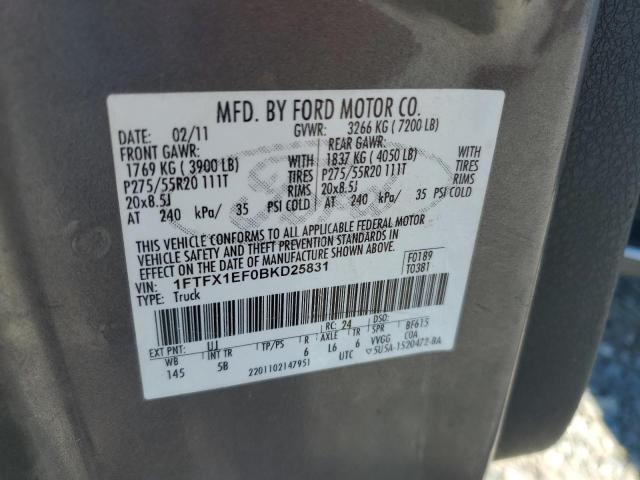 MFD. BY FORD MOTOR CO.
DATE: 02/11 GVWR: 3266 KG ( 7200 LB)
FRONT GAWR: REAR GAWR:
1769 KG ( 3900 LB) WITH 1837 KG ( 4050 LB) WITH
P275/55R20 111T TIRES P275/55R20 111T TIRES
20x8.5J RIMS 20x8.5J RIMS
AT 240 kPa/ 35 PSI COLD AT 240 kPa/ 35 PSI COLD
THIS VEHICLE CONFORMS TO ALL APPLICABLE FEDERAL MOTOR
VEHICLE SAFETY AND BUMPER STANDARDS IN
EFFECT ON THE DATE OF MANUFACTURE SHOWN ABOVE.
VIN: 1FTFX1EF0BKD25831 F0189
TYPE: Truck T0381
EXT PNT: UJ RC: 24 DSO:
WB INT TR TP/PS R AXLE TR SPR BF615
145 5B 6 L6 6 VVGG COA
2201102147951 UTC 5U5A-1520472-BA